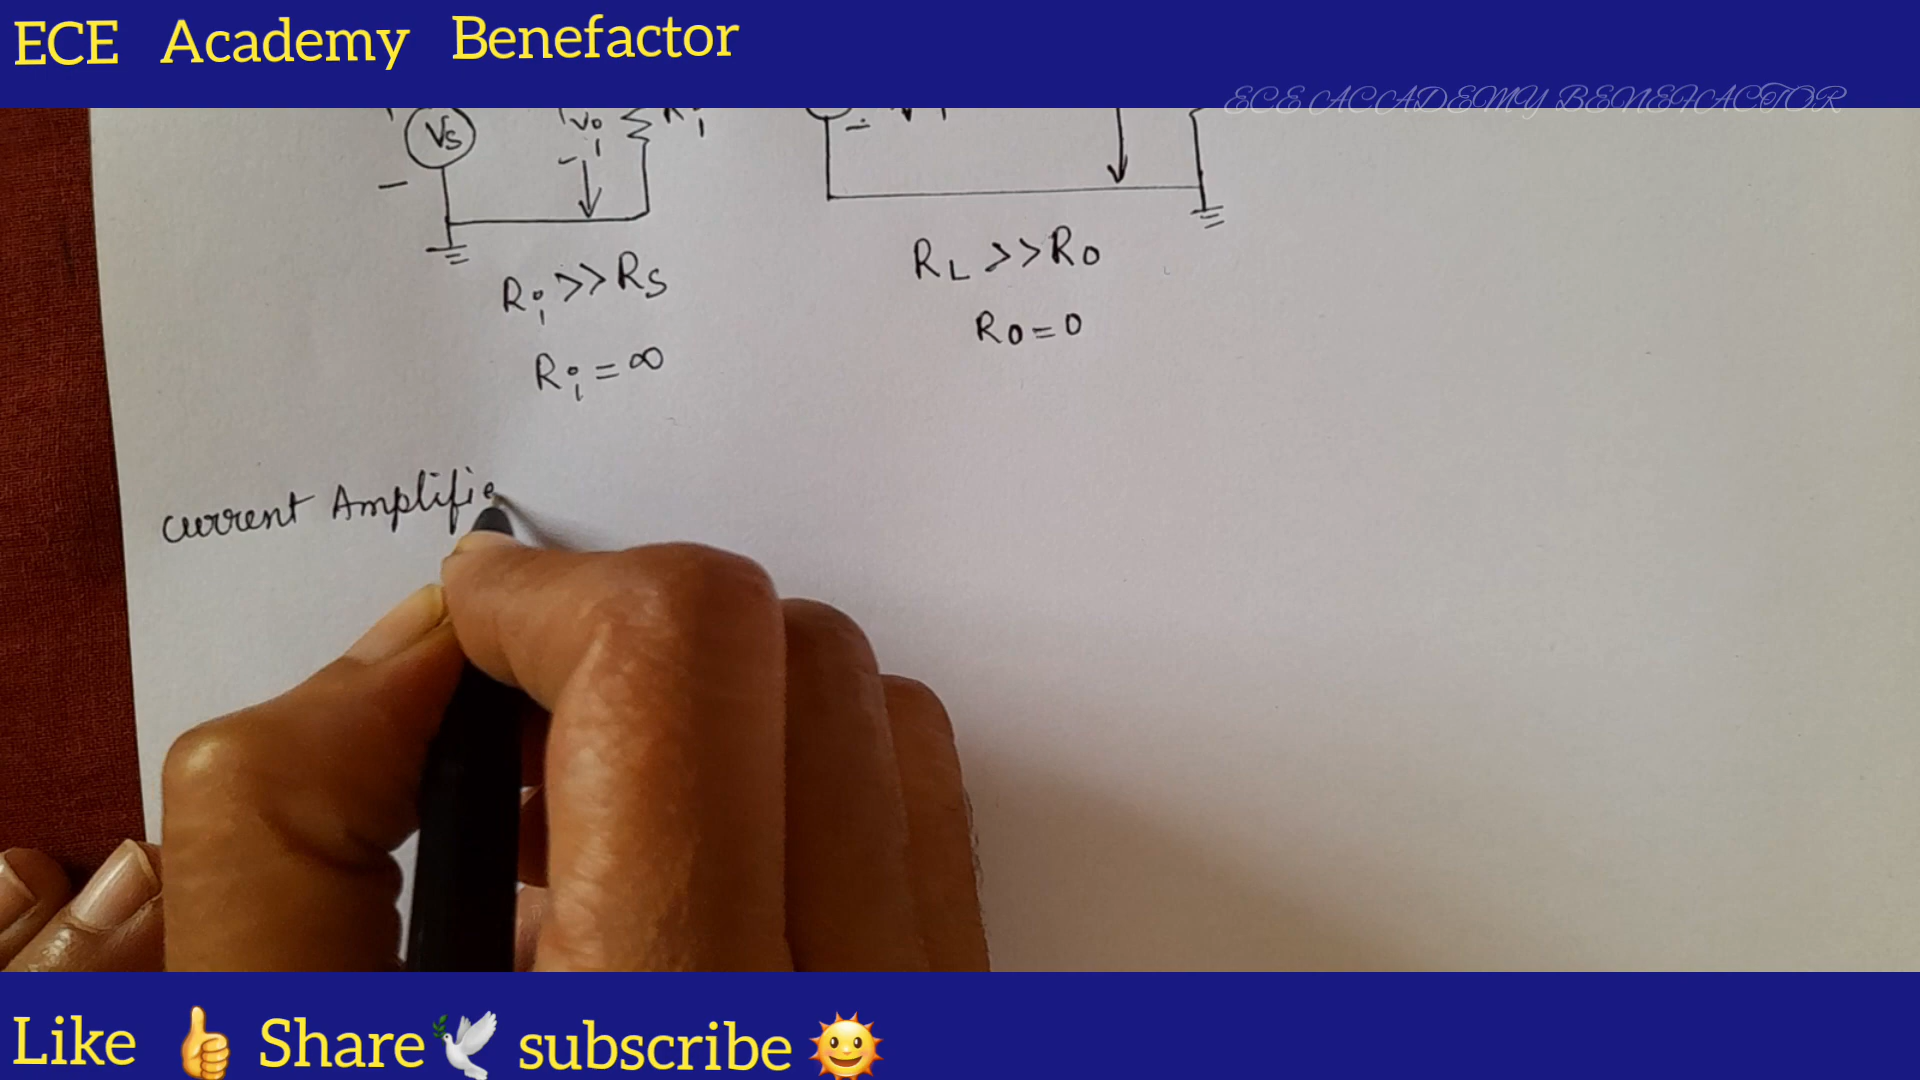 ECE Academy Benefactor
ECE ACCADEMY BENEFACTOR
Vs
Ri >> Rs
Ri = ∞
RL >> Ro
Ro = 0
Current Amplifie
Like 👍 Share 🕊 subscribe 🌞